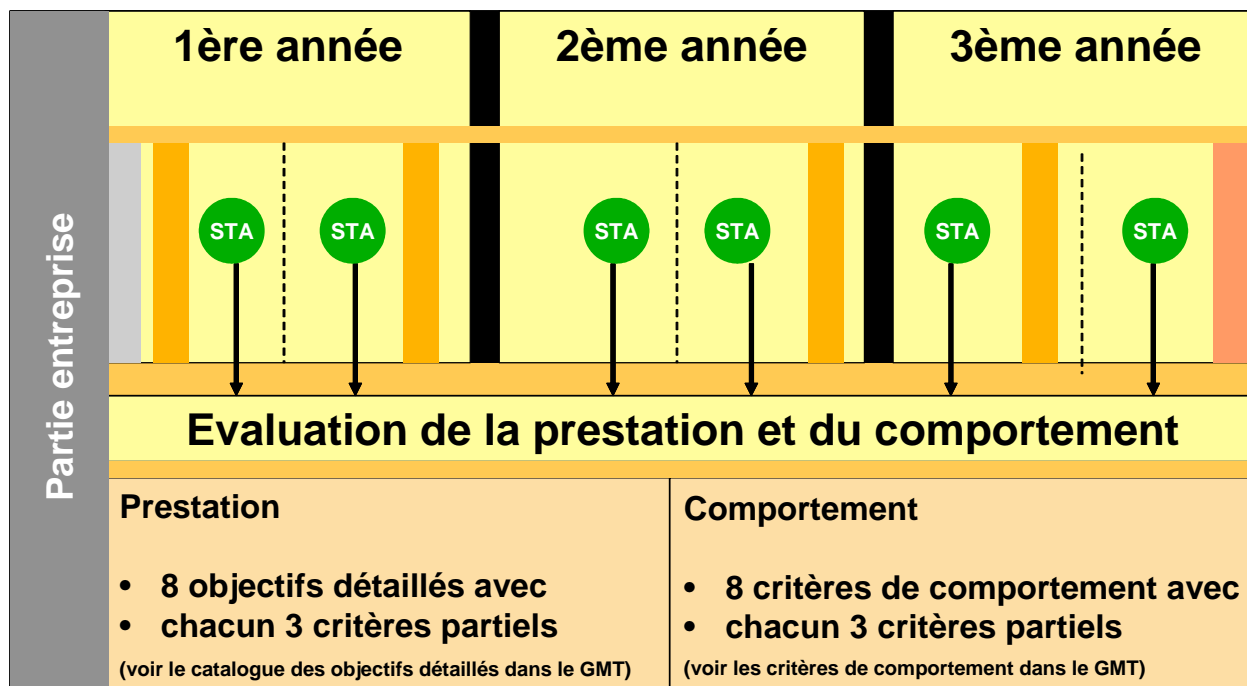 1ère année
2ème année
3ème année
Partie entreprise
STA
STA
STA
STA
STA
STA
Evaluation de la prestation et du comportement
Prestation
• 8 objectifs détaillés avec
• chacun 3 critères partiels
(voir le catalogue des objectifs détaillés dans le GMT)
Comportement
• 8 critères de comportement avec
• chacun 3 critères partiels
(voir les critères de comportement dans le GMT)